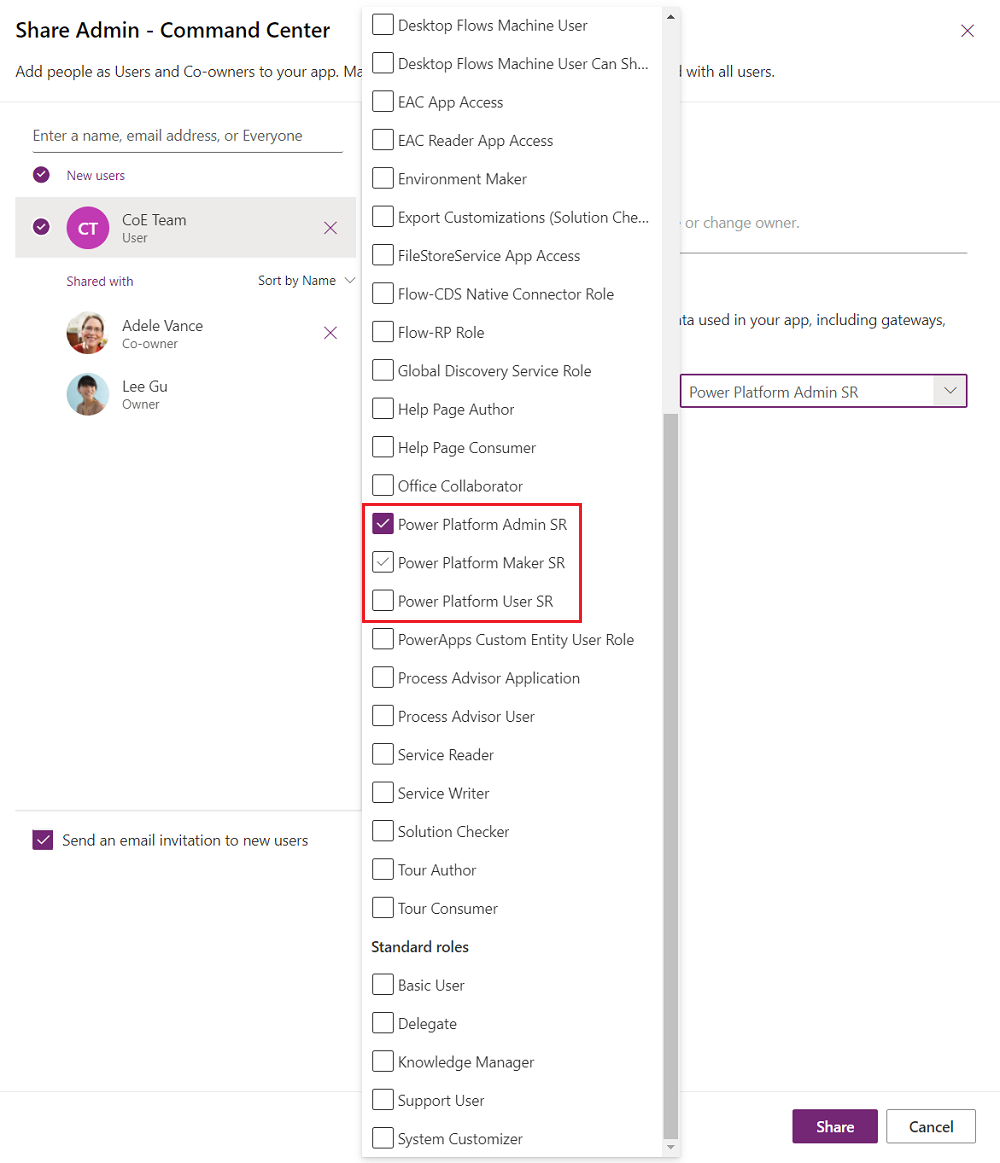 Share Admin - Command Center
Add people as Users and Co-owners to your app. Ma
d with all users.
Enter a name, email address, or Everyone
New users
CT
CoE Team
User
Shared with
Sort by Name
Adele Vance
Co-owner
Lee Gu
Owner
Send an email invitation to new users
Desktop Flows Machine User
Desktop Flows Machine User Can Sh...
EAC App Access
EAC Reader App Access
Environment Maker
Export Customizations (Solution Che...
FileStoreService App Access
Flow-CDS Native Connector Role
Flow-RP Role
Global Discovery Service Role
Help Page Author
Help Page Consumer
Office Collaborator
Power Platform Admin SR
Power Platform Maker SR
Power Platform User SR
PowerApps Custom Entity User Role
Process Advisor Application
Process Advisor User
Service Reader
Service Writer
Solution Checker
Tour Author
Tour Consumer
Standard roles
Basic User
Delegate
Knowledge Manager
Support User
System Customizer
or change owner.
used in your app, including gateways,
Power Platform Admin SR
Share
Cancel